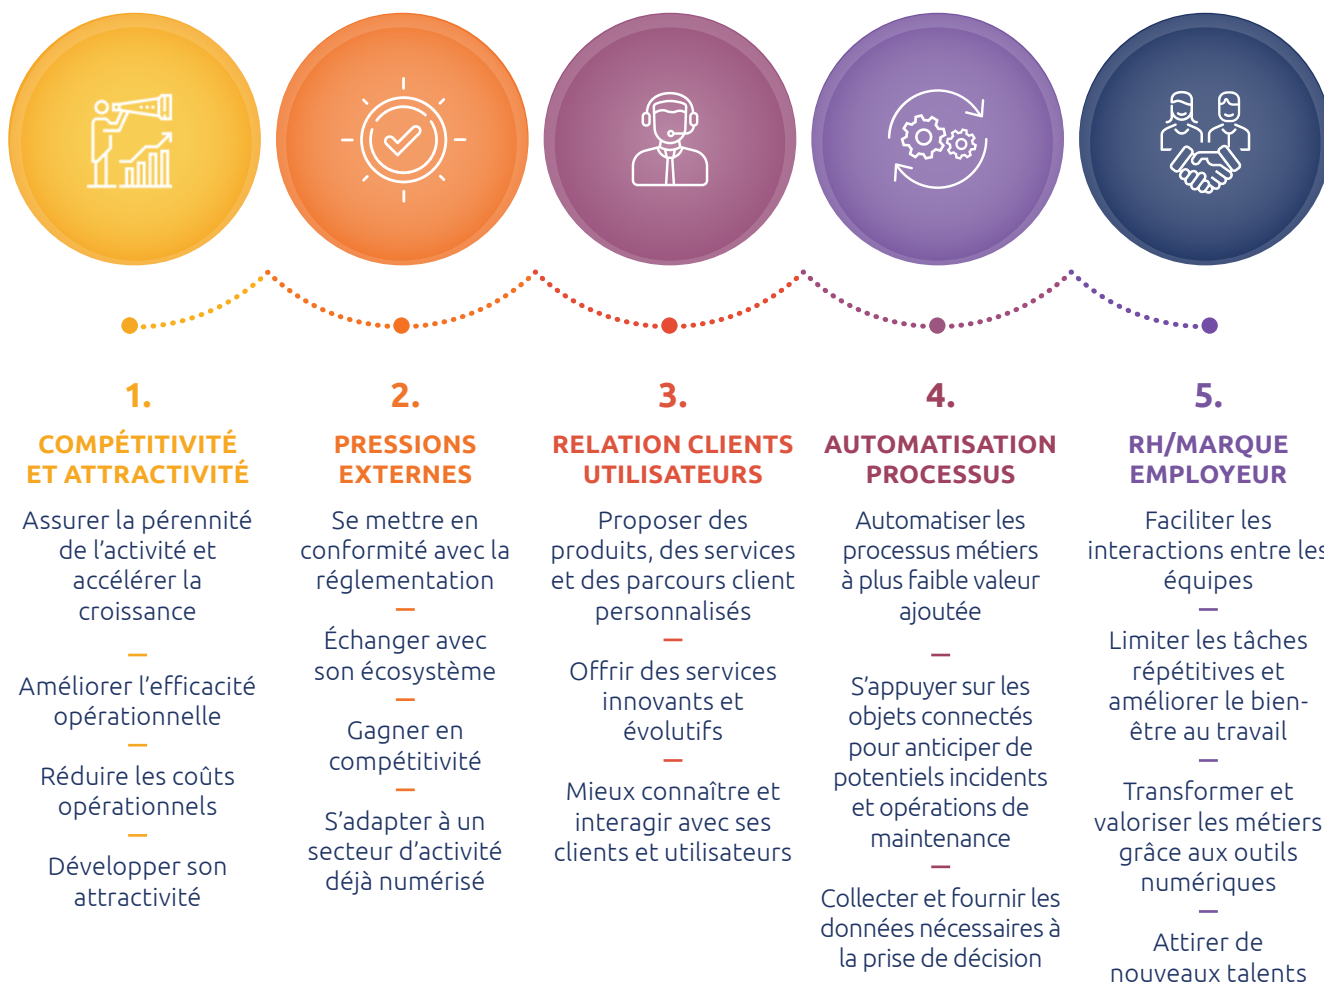 1.
COMPÉTITIVITÉ
ET ATTRACTIVITÉ
Assurer la pérennité
de l’activité et
accélérer la
croissance
—
Améliorer l’efficacité
opérationnelle
—
Réduire les coûts
opérationnels
—
Développer son
attractivité
2.
PRESSIONS
EXTERNES
Se mettre en
conformité avec la
réglementation
—
Échanger avec
son écosystème
—
Gagner en
compétitivité
—
S’adapter à un
secteur d’activité
déjà numérisé
3.
RELATION CLIENTS
UTILISATEURS
Proposer des
produits, des services
et des parcours client
personnalisés
—
Offrir des services
innovants et
évolutifs
—
Mieux connaître et
interagir avec ses
clients et utilisateurs
4.
AUTOMATISATION
PROCESSUS
Automatiser les
processus métiers
à plus faible valeur
ajoutée
—
S’appuyer sur les
objets connectés
pour anticiper de
potentiels incidents
et opérations de
maintenance
—
Collecter et fournir les
données nécessaires à
la prise de décision
5.
RH/MARQUE
EMPLOYEUR
Faciliter les
interactions entre les
équipes
—
Limiter les tâches
répétitives et
améliorer le bien-
être au travail
—
Transformer et
valoriser les métiers
grâce aux outils
numériques
—
Attirer de
nouveaux talents